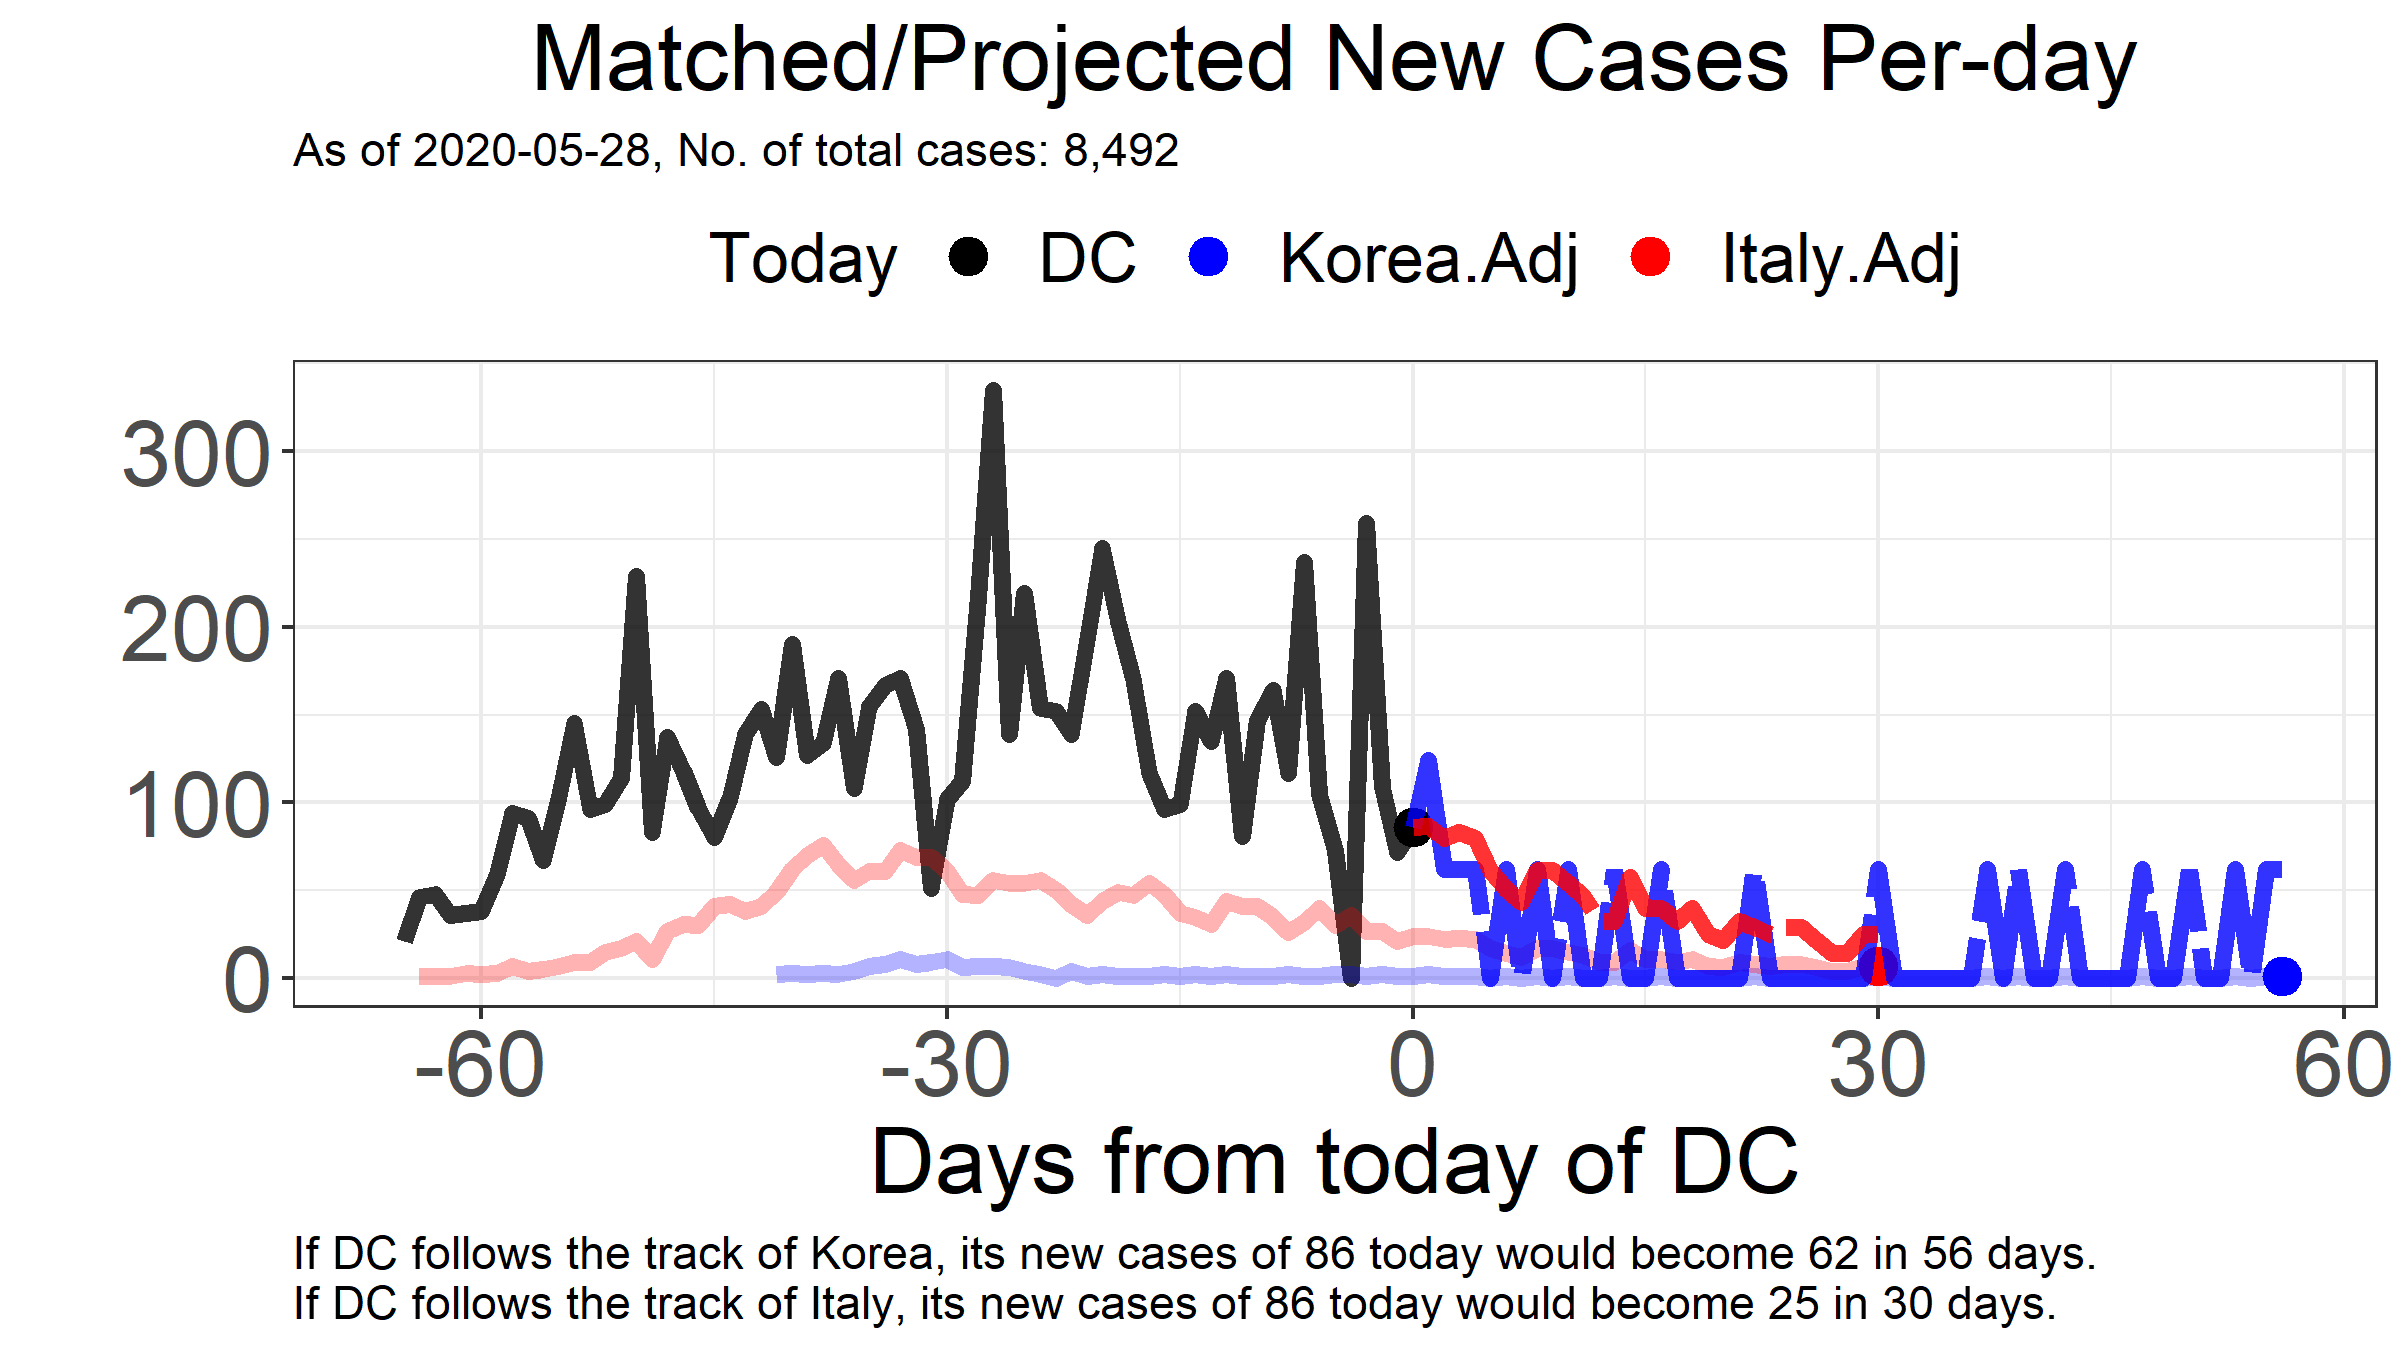 Matched/Projected New Cases Per-day
As of 2020-05-28, No. of total cases: 8,492
Today DC Korea.Adj Italy.Adj
300
200
100
0
-60 -30 0 30 60
Days from today of DC
If DC follows the track of Korea, its new cases of 86 today would become 62 in 56 days.
If DC follows the track of Italy, its new cases of 86 today would become 25 in 30 days.